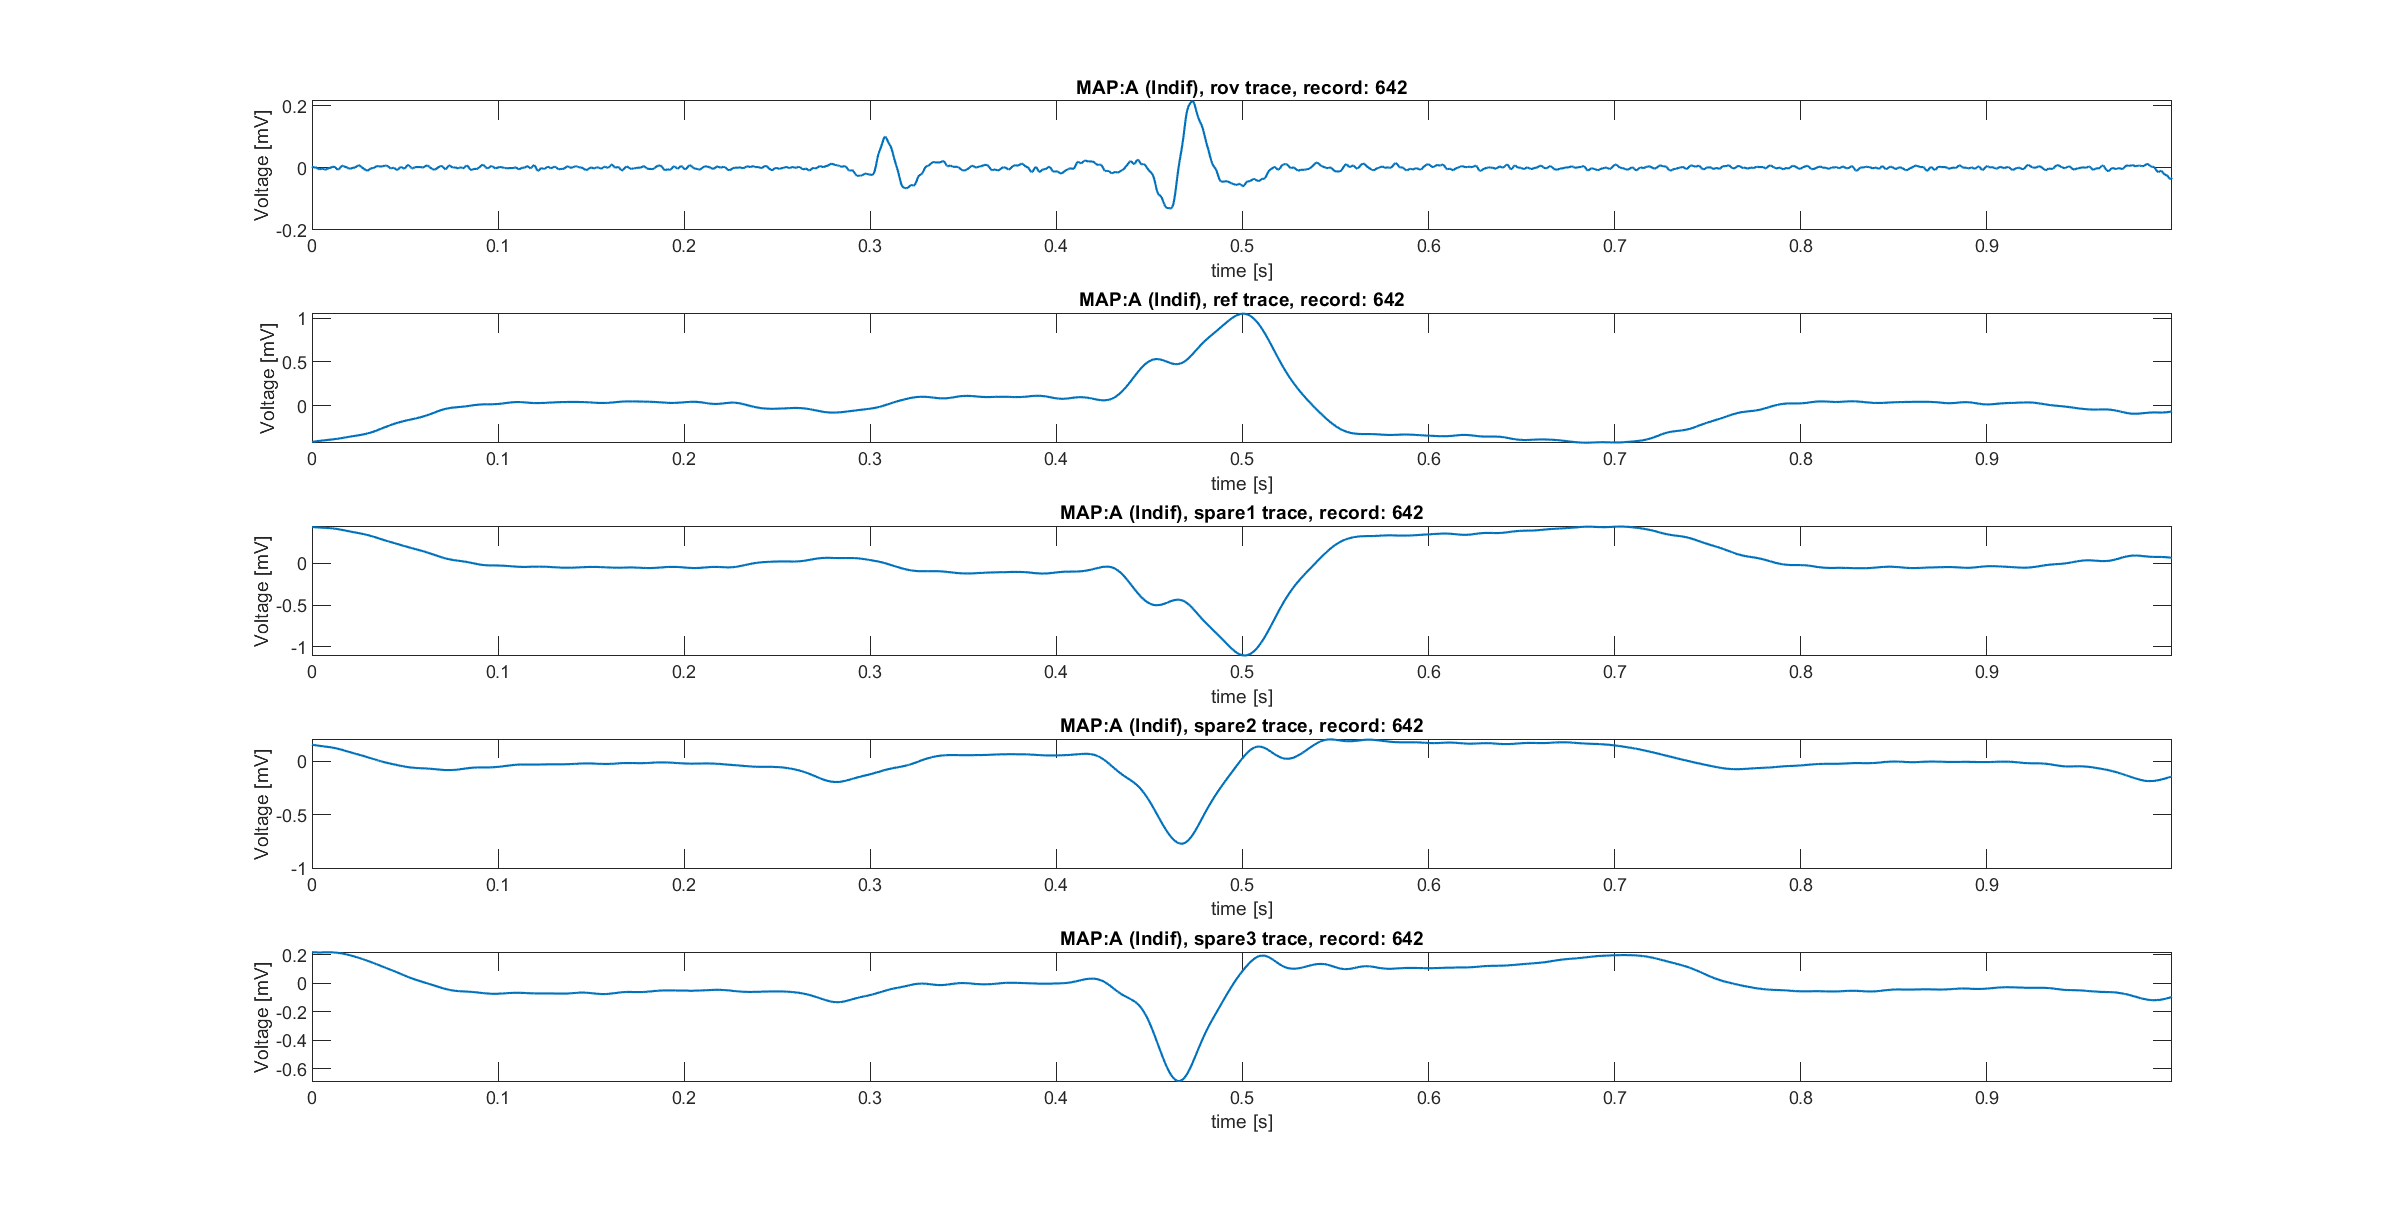 MAP:A (Indif), rov trace, record: 642
Voltage [mV]
0.2
0
-0.2
0 0.1 0.2 0.3 0.4 0.5 0.6 0.7 0.8 0.9
time [s]
MAP:A (Indif), ref trace, record: 642
Voltage [mV]
1
0.5
0
0 0.1 0.2 0.3 0.4 0.5 0.6 0.7 0.8 0.9
time [s]
MAP:A (Indif), spare1 trace, record: 642
Voltage [mV]
0
-0.5
-1
0 0.1 0.2 0.3 0.4 0.5 0.6 0.7 0.8 0.9
time [s]
MAP:A (Indif), spare2 trace, record: 642
Voltage [mV]
0
-0.5
-1
0 0.1 0.2 0.3 0.4 0.5 0.6 0.7 0.8 0.9
time [s]
MAP:A (Indif), spare3 trace, record: 642
Voltage [mV]
0.2
0
-0.2
-0.4
-0.6
0 0.1 0.2 0.3 0.4 0.5 0.6 0.7 0.8 0.9
time [s]